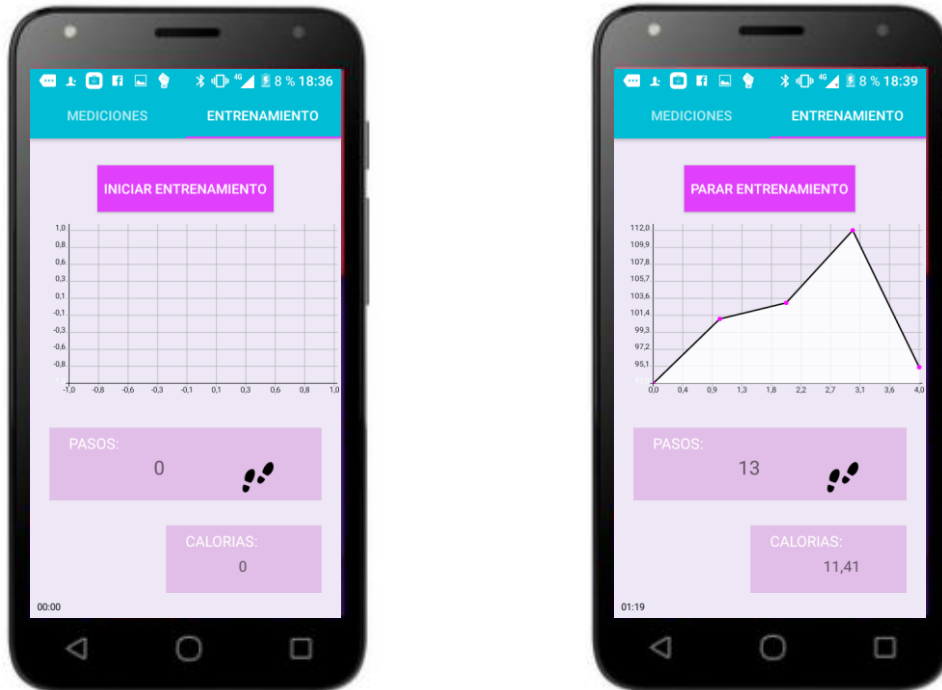 4G 8 % 18:36
MEDICIONES ENTRENAMIENTO
INICIAR ENTRENAMIENTO
1,0
0,8
0,6
0,3
0,1
-0,1
-0,3
-0,6
-0,8
-1,0 -0,8 -0,6 -0,3 -0,1 0,1 0,3 0,6 0,8 1,0
PASOS:
0
CALORIAS:
0
00:00
4G 8 % 18:39
MEDICIONES ENTRENAMIENTO
PARAR ENTRENAMIENTO
112,0
109,9
107,8
105,7
103,6
101,4
99,3
97,2
95,1
0,0 0,4 0,9 1,3 1,8 2,2 2,7 3,1 3,6 4,0
PASOS:
13
CALORIAS:
11,41
01:19